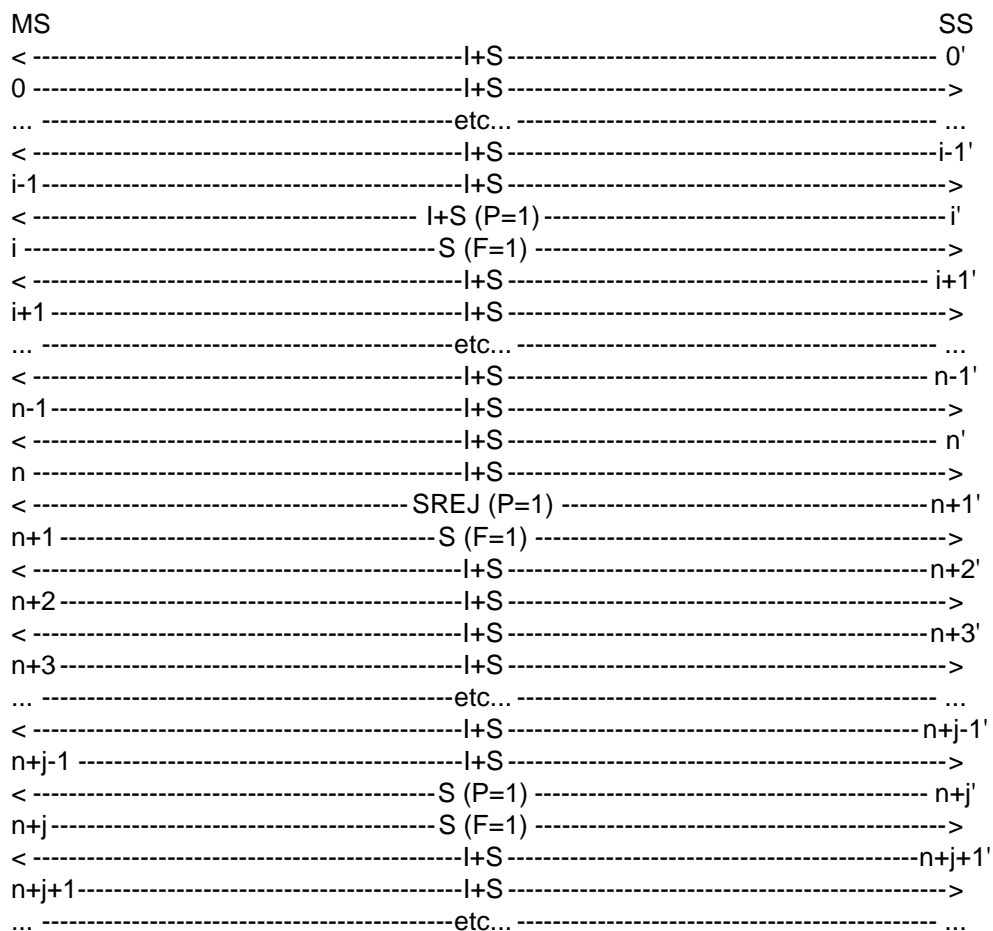 MS SS
< ------------------------------------------------I+S ------------------------------------------------ 0'
0 ------------------------------------------------I+S ------------------------------------------------->
... ----------------------------------------------etc... ----------------------------------------------- ...
< ------------------------------------------------I+S ------------------------------------------------i-1'
i-1-----------------------------------------------I+S ------------------------------------------------->
< ------------------------------------------- I+S (P=1)--------------------------------------------- i'
i ----------------------------------------------S (F=1) ---------------------------------------------->
< ------------------------------------------------I+S ----------------------------------------------- i+1'
i+1 -----------------------------------------------I+S ------------------------------------------------->
... ----------------------------------------------etc... ----------------------------------------------- ...
< ------------------------------------------------I+S ----------------------------------------------- n-1'
n-1-----------------------------------------------I+S ------------------------------------------------->
< ------------------------------------------------I+S ------------------------------------------------ n'
n ------------------------------------------------I+S ------------------------------------------------->
< ------------------------------------------SREJ (P=1) -----------------------------------------n+1'
n+1 -------------------------------------------S (F=1) ---------------------------------------------->
< ------------------------------------------------I+S -----------------------------------------------n+2'
n+2 -----------------------------------------------I+S ------------------------------------------------->
< ------------------------------------------------I+S -----------------------------------------------n+3'
n+3 -----------------------------------------------I+S ------------------------------------------------->
... ----------------------------------------------etc... ----------------------------------------------- ...
< ------------------------------------------------I+S ---------------------------------------------- n+j-1'
n+j-1 ---------------------------------------------I+S ------------------------------------------------->
< ---------------------------------------------S (P=1) -------------------------------------------- n+j'
n+j -------------------------------------------S (F=1) ---------------------------------------------->
< ------------------------------------------------I+S ----------------------------------------------n+j+1'
n+j+1-------------------------------------------I+S ------------------------------------------------->
... ----------------------------------------------etc... ----------------------------------------------- ...